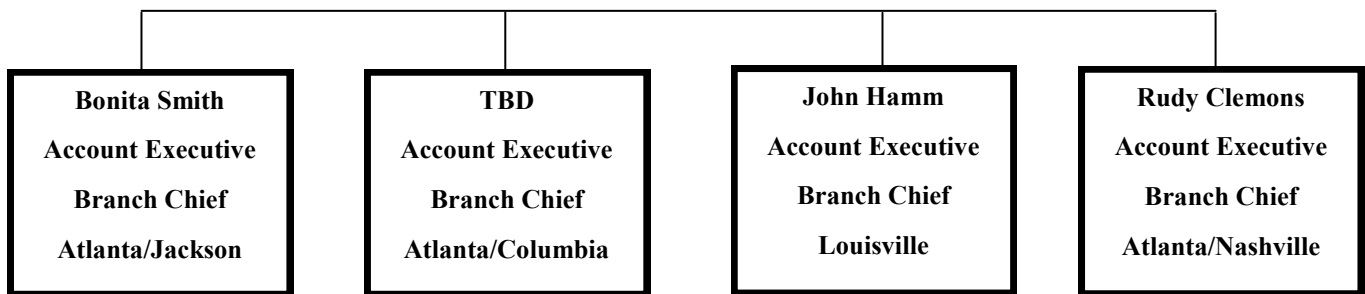 Bonita Smith
Account Executive
Branch Chief
Atlanta/Jackson
TBD
Account Executive
Branch Chief
Atlanta/Columbia
John Hamm
Account Executive
Branch Chief
Louisville
Rudy Clemons
Account Executive
Branch Chief
Atlanta/Nashville